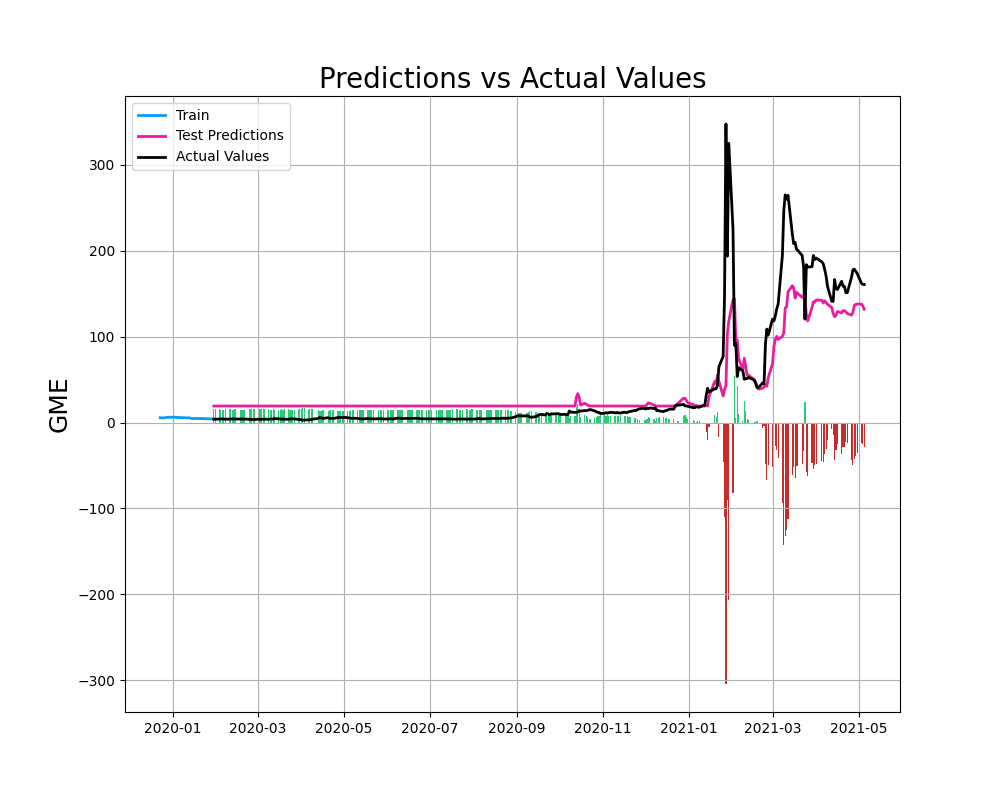 Predictions vs Actual Values
Train
Test Predictions
Actual Values
GME
300
200
100
0
−100
−200
−300
2020-01 2020-03 2020-05 2020-07 2020-09 2020-11 2021-01 2021-03 2021-05